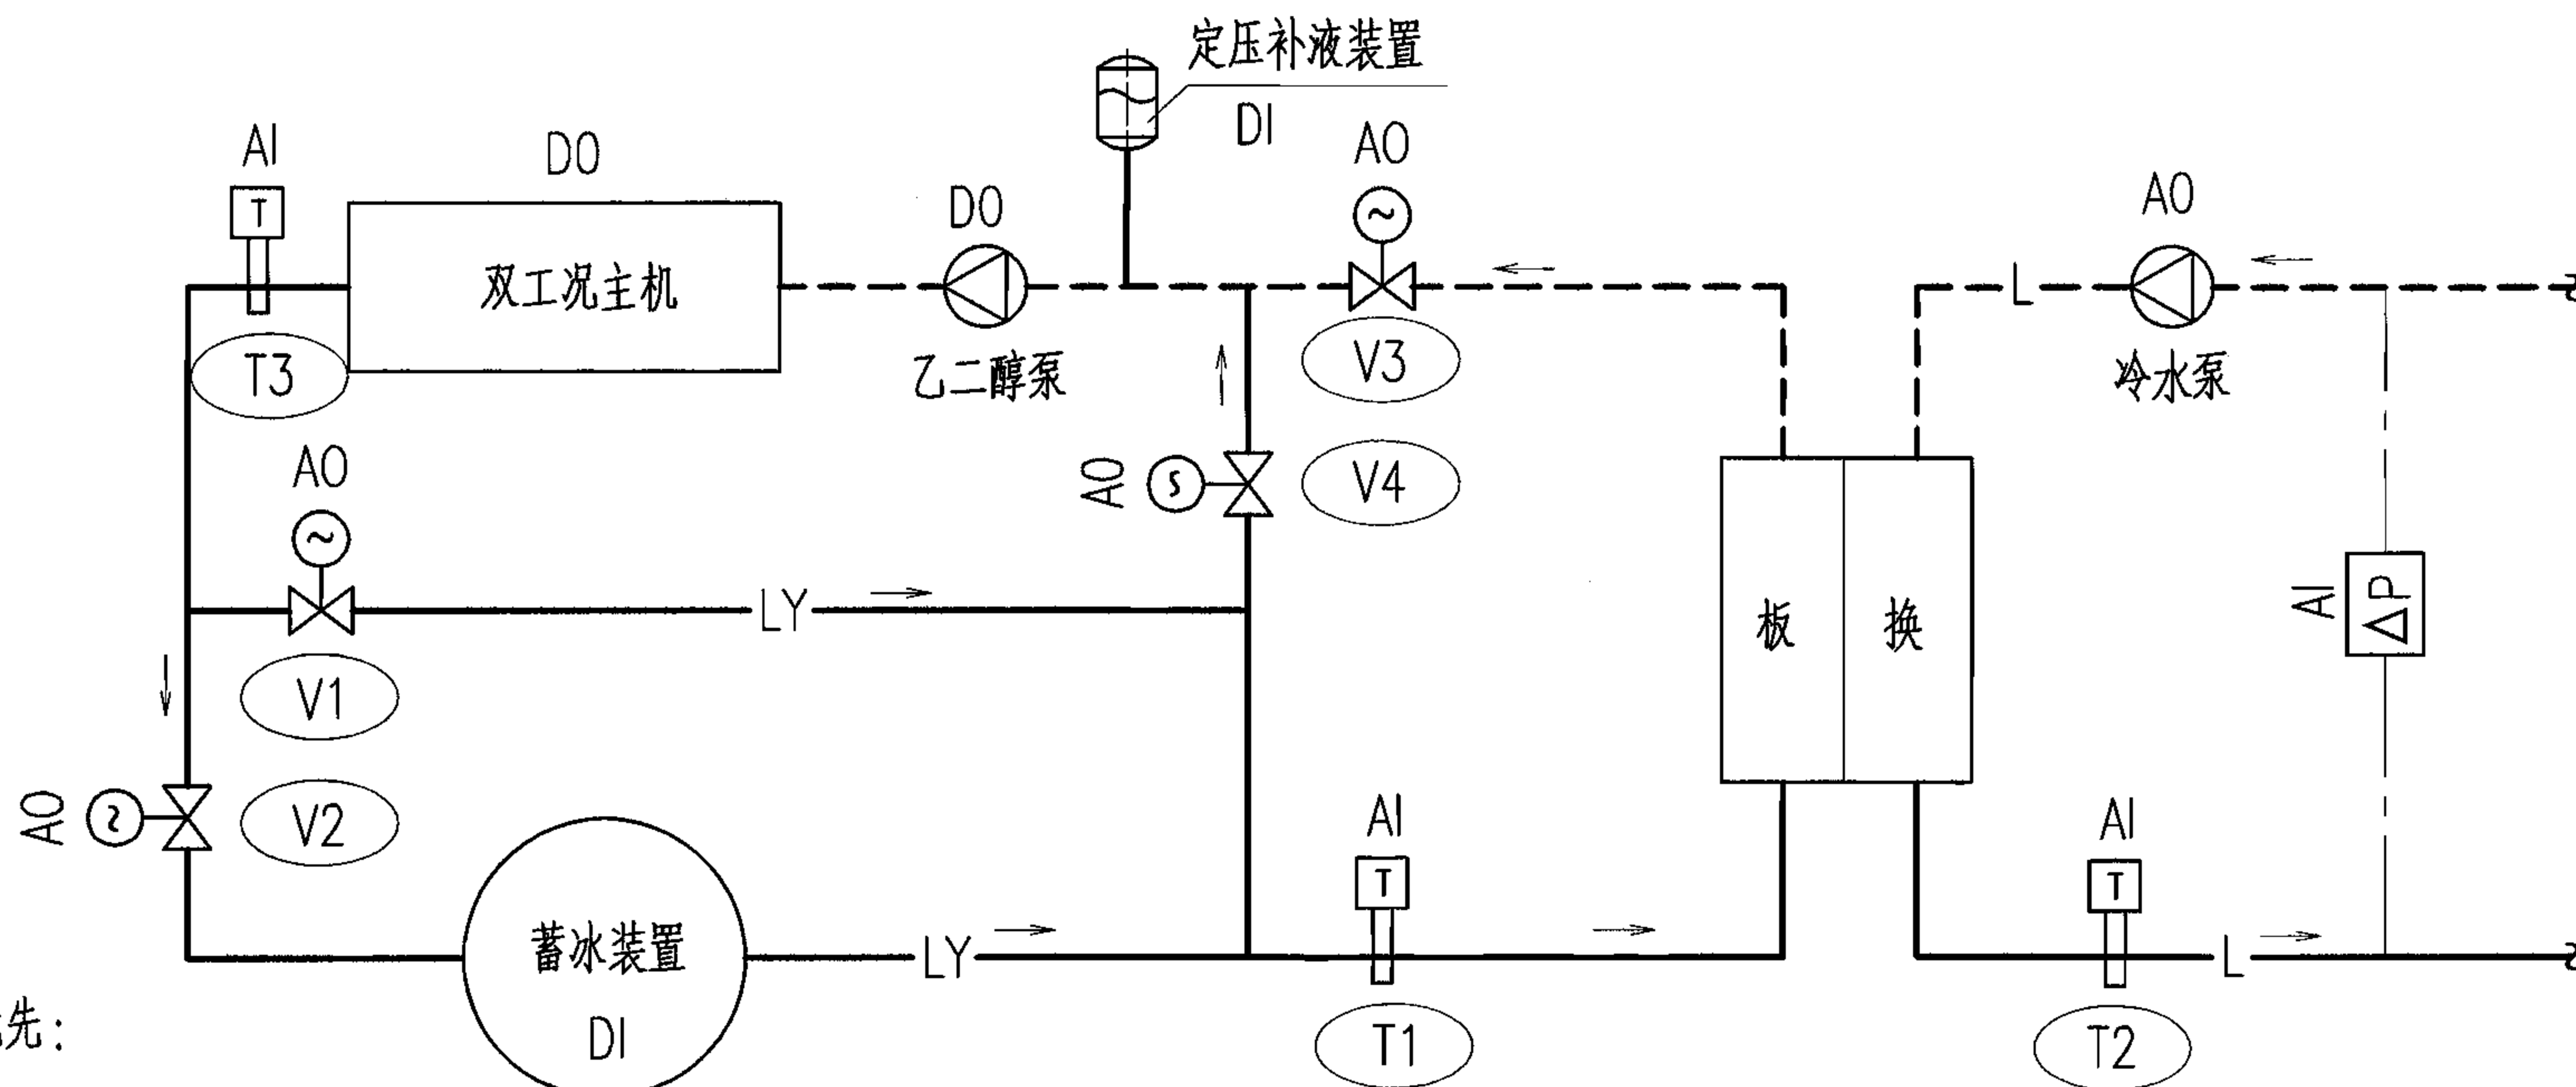 定压补液装置
DI
AI
T
T3
DO
双工况主机
DO
乙二醇泵
AO
V3
AO
V4
AO
L
冷水泵
AO
V1
LY
板
换
AI
ΔP
AO
V2
蓄冰装置
DI
LY
AI
T
T1
AI
T
T2
L
先：